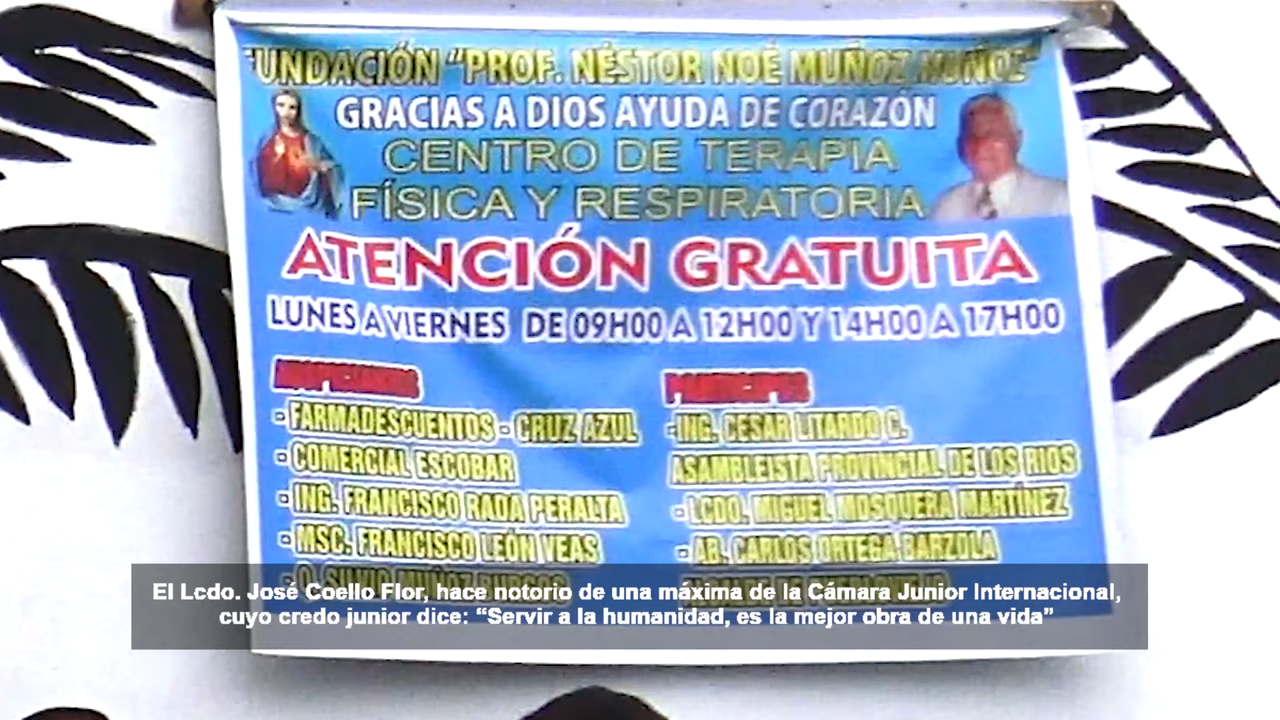 FUNDACIÓN "PROF. NÉSTOR NOÉ MUÑOZ MUÑOZ"
GRACIAS A DIOS AYUDA DE CORAZÓN
CENTRO DE TERAPIA
FÍSICA Y RESPIRATORIA
ATENCIÓN GRATUITA
LUNES A VIERNES DE 09H00 A 12H00 Y 14H00 A 17H00
- FARMADESCUENTOS - CRUZ AZUL
- COMERCIAL ESCOBAR
- ING. FRANCISCO RADA PERALTA
- MSC. FRANCISCO LEÓN VEAS
- ING. CESAR LITARDO C.
ASAMBLEISTA PROVINCIAL DE LOS RIOS
- LCDO. MIGUEL MOSQUERA MARTÍNEZ
- AB. CARLOS ORTEGA BARZOLA
El Lcdo. José Coello Flor, hace notorio de una máxima de la Cámara Junior Internacional,
cuyo credo junior dice: “Servir a la humanidad, es la mejor obra de una vida”